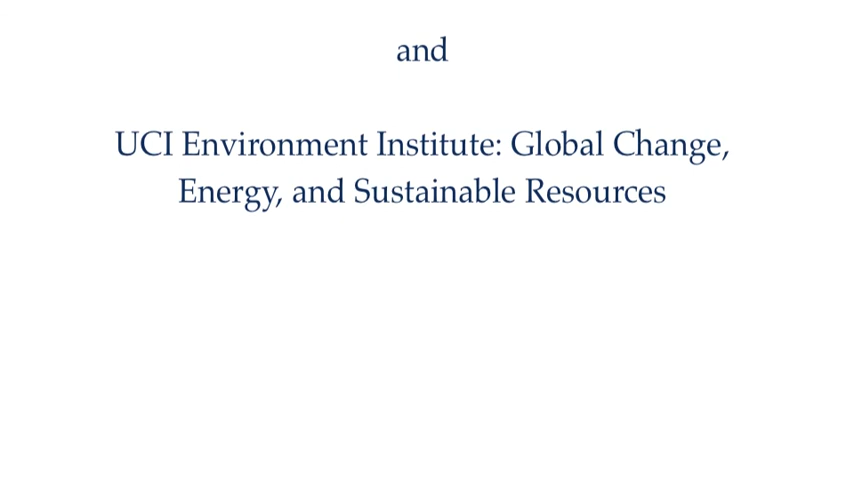 and
UCI Environment Institute: Global Change,
Energy, and Sustainable Resources